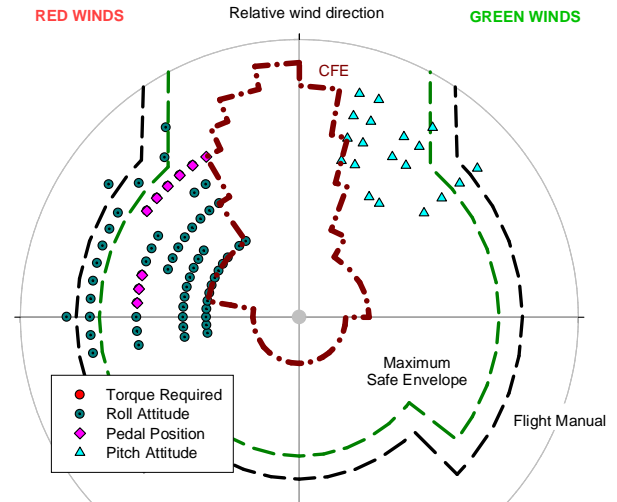 RED WINDS
Relative wind direction
GREEN WINDS
CFE
Maximum
Safe Envelope
Flight Manual
Torque Required
Roll Attitude
Pedal Position
Pitch Attitude